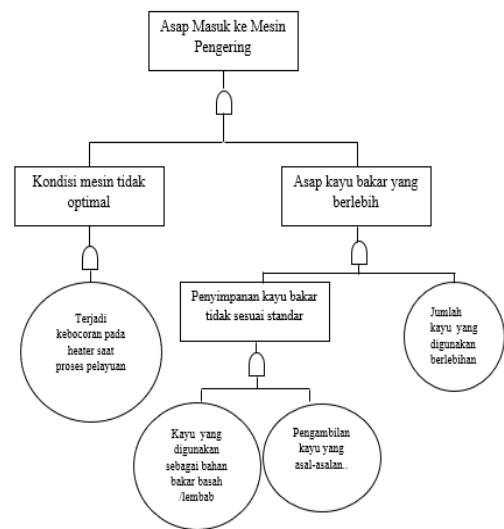 Asap Masuk ke Mesin
Pengering
Kondisi mesin tidak
optimal
Asap kayu bakar yang
berlebih
Terjadi
kebocoran pada
heater saat
proses pelayuan
Penyimpanan kayu bakar
tidak sesuai standar
Jumlah
kayu yang
digunakan
berlebihan
Kayu yang
digunakan
sebagai bahan
bakar basah
/lembab
Pengambilan
kayu yang
asal-asalan..